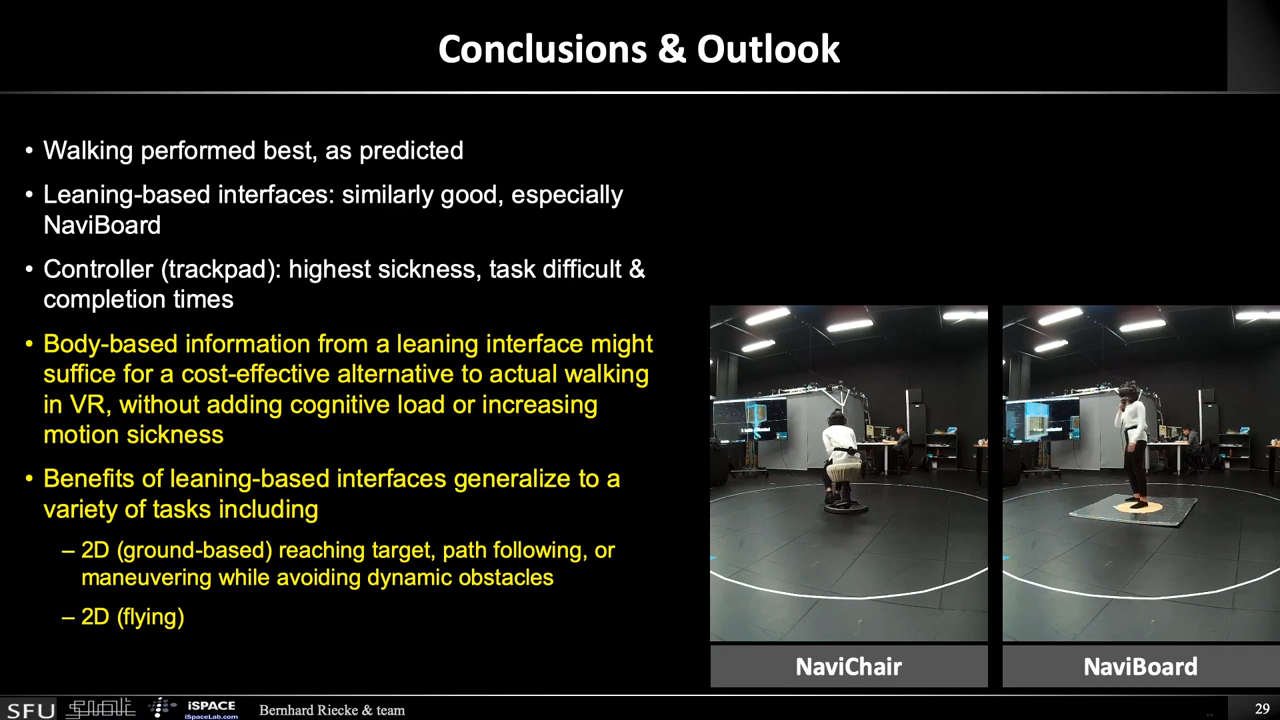 Conclusions & Outlook
• Walking performed best, as predicted
• Leaning-based interfaces: similarly good, especially
NaviBoard
• Controller (trackpad): highest sickness, task difficult &
completion times
• Body-based information from a leaning interface might
suffice for a cost-effective alternative to actual walking
in VR, without adding cognitive load or increasing
motion sickness
• Benefits of leaning-based interfaces generalize to a
variety of tasks including
– 2D (ground-based) reaching target, path following, or
maneuvering while avoiding dynamic obstacles
– 2D (flying)
NaviChair
NaviBoard
SFU
iSPACE
iSpaceLab.com
Bernhard Riecke & team
29